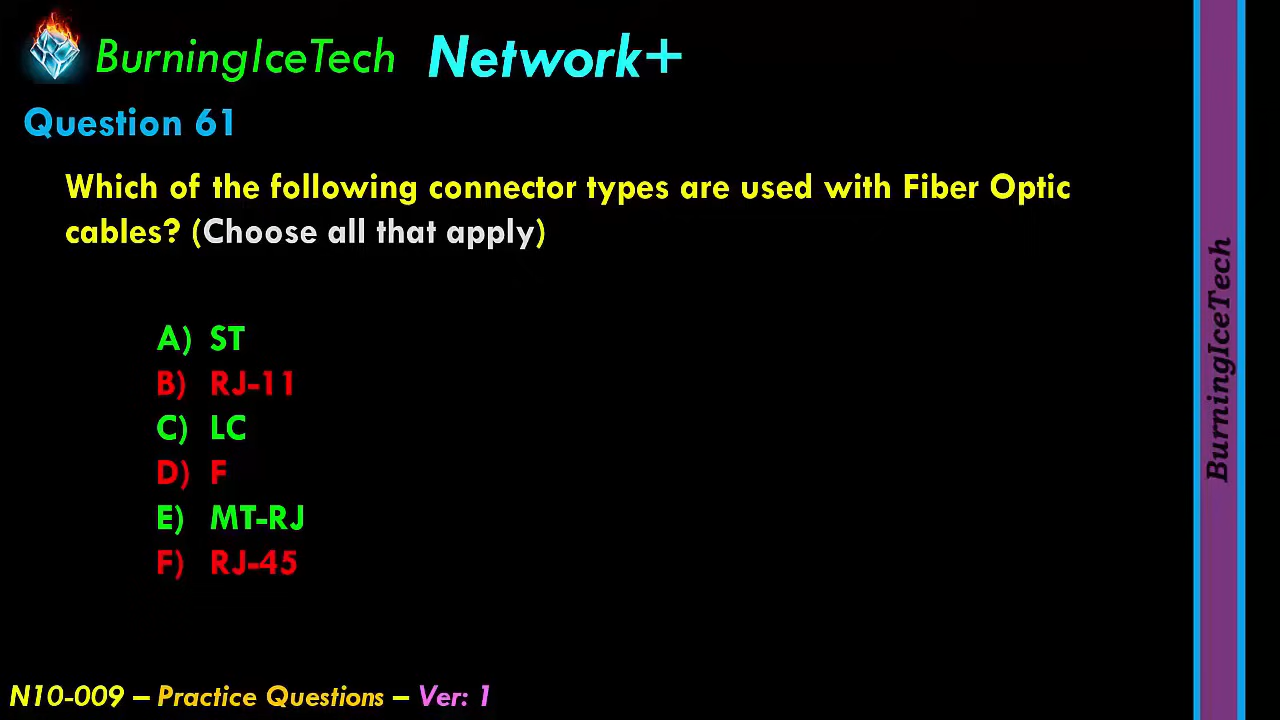 BurningIceTech Network+
Question 61
Which of the following connector types are used with Fiber Optic
cables? (Choose all that apply)
A) ST
B) RJ-11
C) LC
D) F
E) MT-RJ
F) RJ-45
BurningIceTech
N10-009 – Practice Questions – Ver: 1